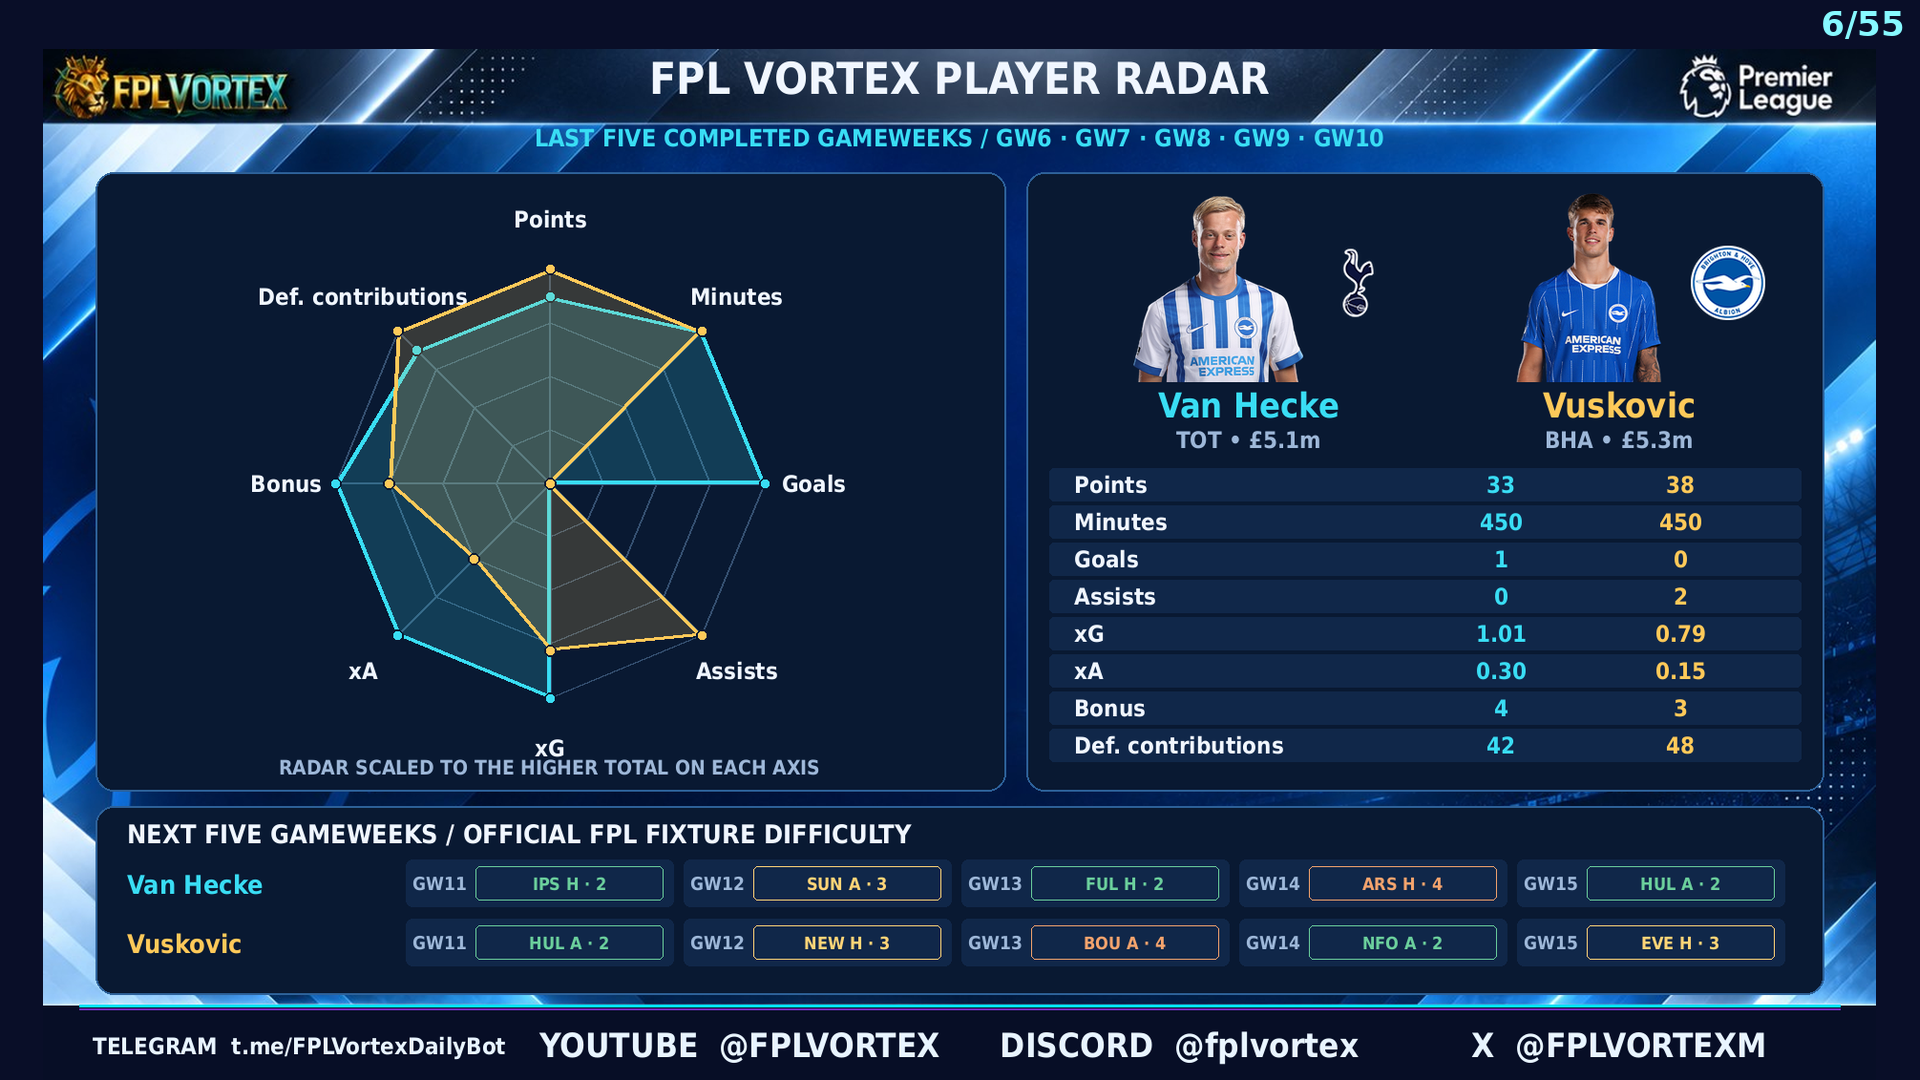 6/55
FPLVORTEX
FPL VORTEX PLAYER RADAR
Premier
League
LAST FIVE COMPLETED GAMEWEEKS / GW6 · GW7 · GW8 · GW9 · GW10
Points
Def. contributions
Minutes
Bonus
Goals
xA
Assists
xG
RADAR SCALED TO THE HIGHER TOTAL ON EACH AXIS
AMERICAN
EXPRESS
AMERICAN
EXPRESS
BRIGHTON & HOVE
ALBION
Van Hecke Vuskovic
TOT • £5.1m BHA • £5.3m
Points 33 38
Minutes 450 450
Goals 1 0
Assists 0 2
xG 1.01 0.79
xA 0.30 0.15
Bonus 4 3
Def. contributions 42 48
NEXT FIVE GAMEWEEKS / OFFICIAL FPL FIXTURE DIFFICULTY
Van Hecke GW11 IPS H · 2 GW12 SUN A · 3 GW13 FUL H · 2 GW14 ARS H · 4 GW15 HUL A · 2
Vuskovic GW11 HUL A · 2 GW12 NEW H · 3 GW13 BOU A · 4 GW14 NFO A · 2 GW15 EVE H · 3
TELEGRAM t.me/FPLVortexDailyBot YOUTUBE @FPLVORTEX DISCORD @fplvortex X @FPLVORTEXM